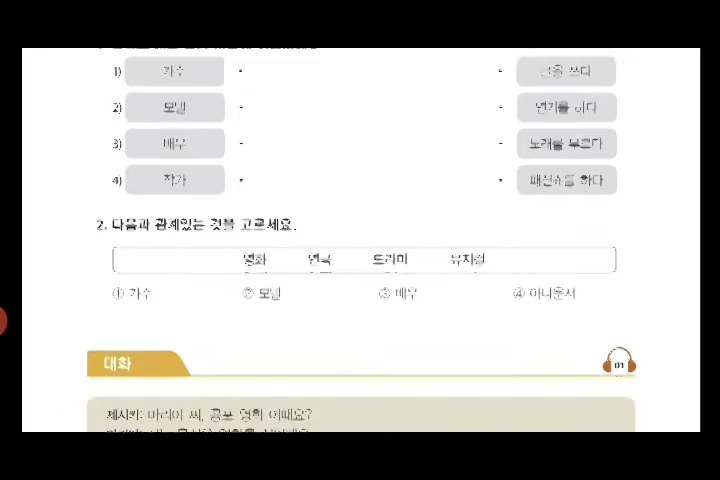 1) 가수 글을 쓰다
2) 모델 연기를 하다
3) 배우 노래를 부르다
4) 작가 패션쇼를 하다
2. 다음과 관계있는 것을 고르세요.
영화 연극 드라마 뮤지컬
① 가수 ② 모델 ③ 배우 ④ 아나운서
대화
01
제시카: 마리아 씨, 공포 영화 어때요?